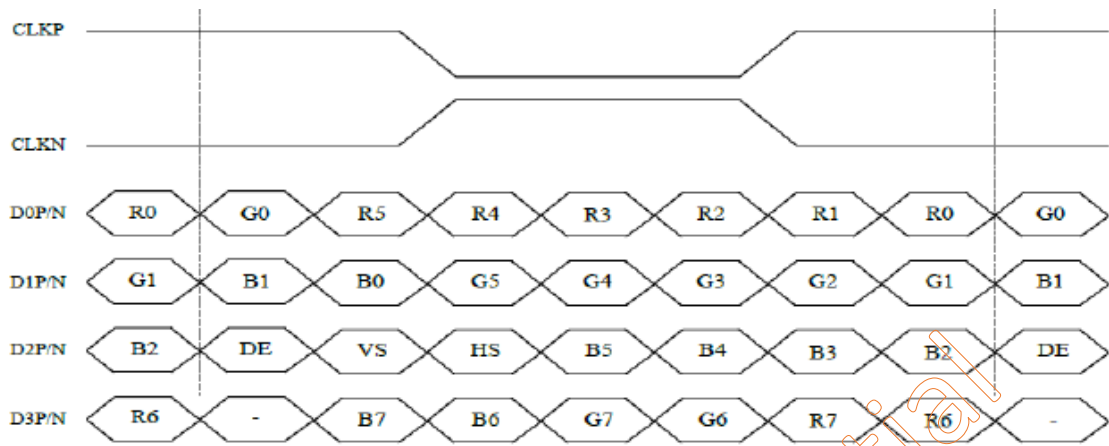 CLKP
CLKN
D0P/N R0 G0 R5 R4 R3 R2 R1 R0 G0
D1P/N G1 B1 B0 G5 G4 G3 G2 G1 B1
D2P/N B2 DE VS HS B5 B4 B3 B2 DE
D3P/N R6 - B7 B6 G7 G6 R7 R6 -
tial